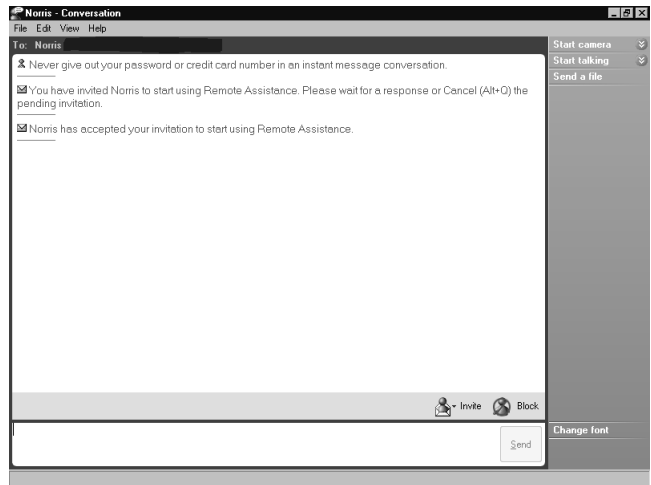 Norris - Conversation
File Edit View Help
To: Norris
Start camera
Start talking
Send a file
Never give out your password or credit card number in an instant message conversation.
You have invited Norris to start using Remote Assistance. Please wait for a response or Cancel (Alt+Q) the
pending invitation.
Norris has accepted your invitation to start using Remote Assistance.
Invite Block
Change font
Send